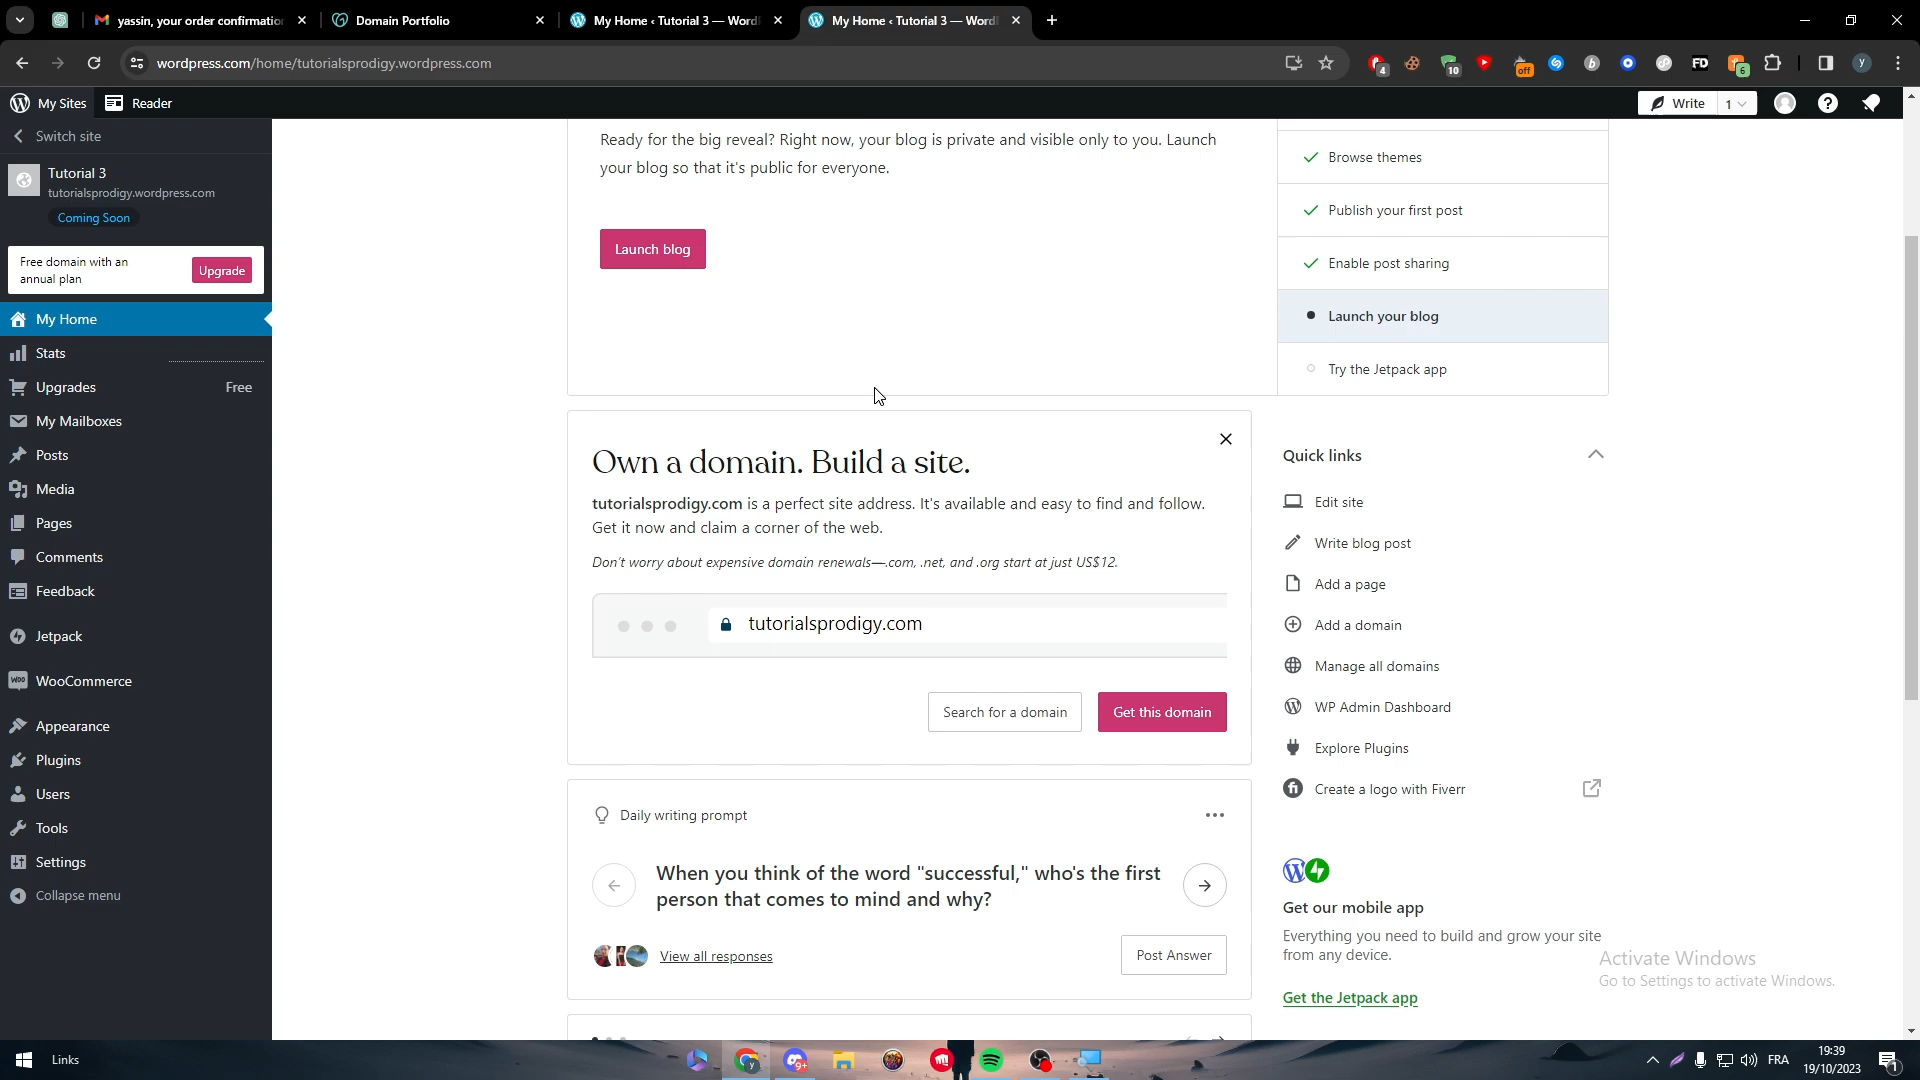 yassin, your order confirmatio
Domain Portfolio
My Home ‹ Tutorial 3 — Word
My Home ‹ Tutorial 3 — Word
wordpress.com/home/tutorialsprodigy.wordpress.com
4
10
off
FD
6
y
My Sites
Reader
Write
1
Switch site
Tutorial 3
tutorialsprodigy.wordpress.com
Coming Soon
Free domain with an
annual plan
Upgrade
My Home
Stats
Upgrades
Free
My Mailboxes
Posts
Media
Pages
Comments
Feedback
Jetpack
WooCommerce
Appearance
Plugins
Users
Tools
Settings
Collapse menu
Ready for the big reveal? Right now, your blog is private and visible only to you. Launch
your blog so that it's public for everyone.
Launch blog
Browse themes
Publish your first post
Enable post sharing
Launch your blog
Try the Jetpack app
Own a domain. Build a site.
tutorialsprodigy.com is a perfect site address. It's available and easy to find and follow.
Get it now and claim a corner of the web.
Don't worry about expensive domain renewals—.com, .net, and .org start at just US$12.
tutorialsprodigy.com
Search for a domain
Get this domain
Daily writing prompt
When you think of the word "successful," who's the first
person that comes to mind and why?
View all responses
Post Answer
Quick links
Edit site
Write blog post
Add a page
Add a domain
Manage all domains
WP Admin Dashboard
Explore Plugins
Create a logo with Fiverr
Get our mobile app
Everything you need to build and grow your site
from any device.
Get the Jetpack app
Activate Windows
Go to Settings to activate Windows.
Links
9+
FRA
19:39
19/10/2023
1